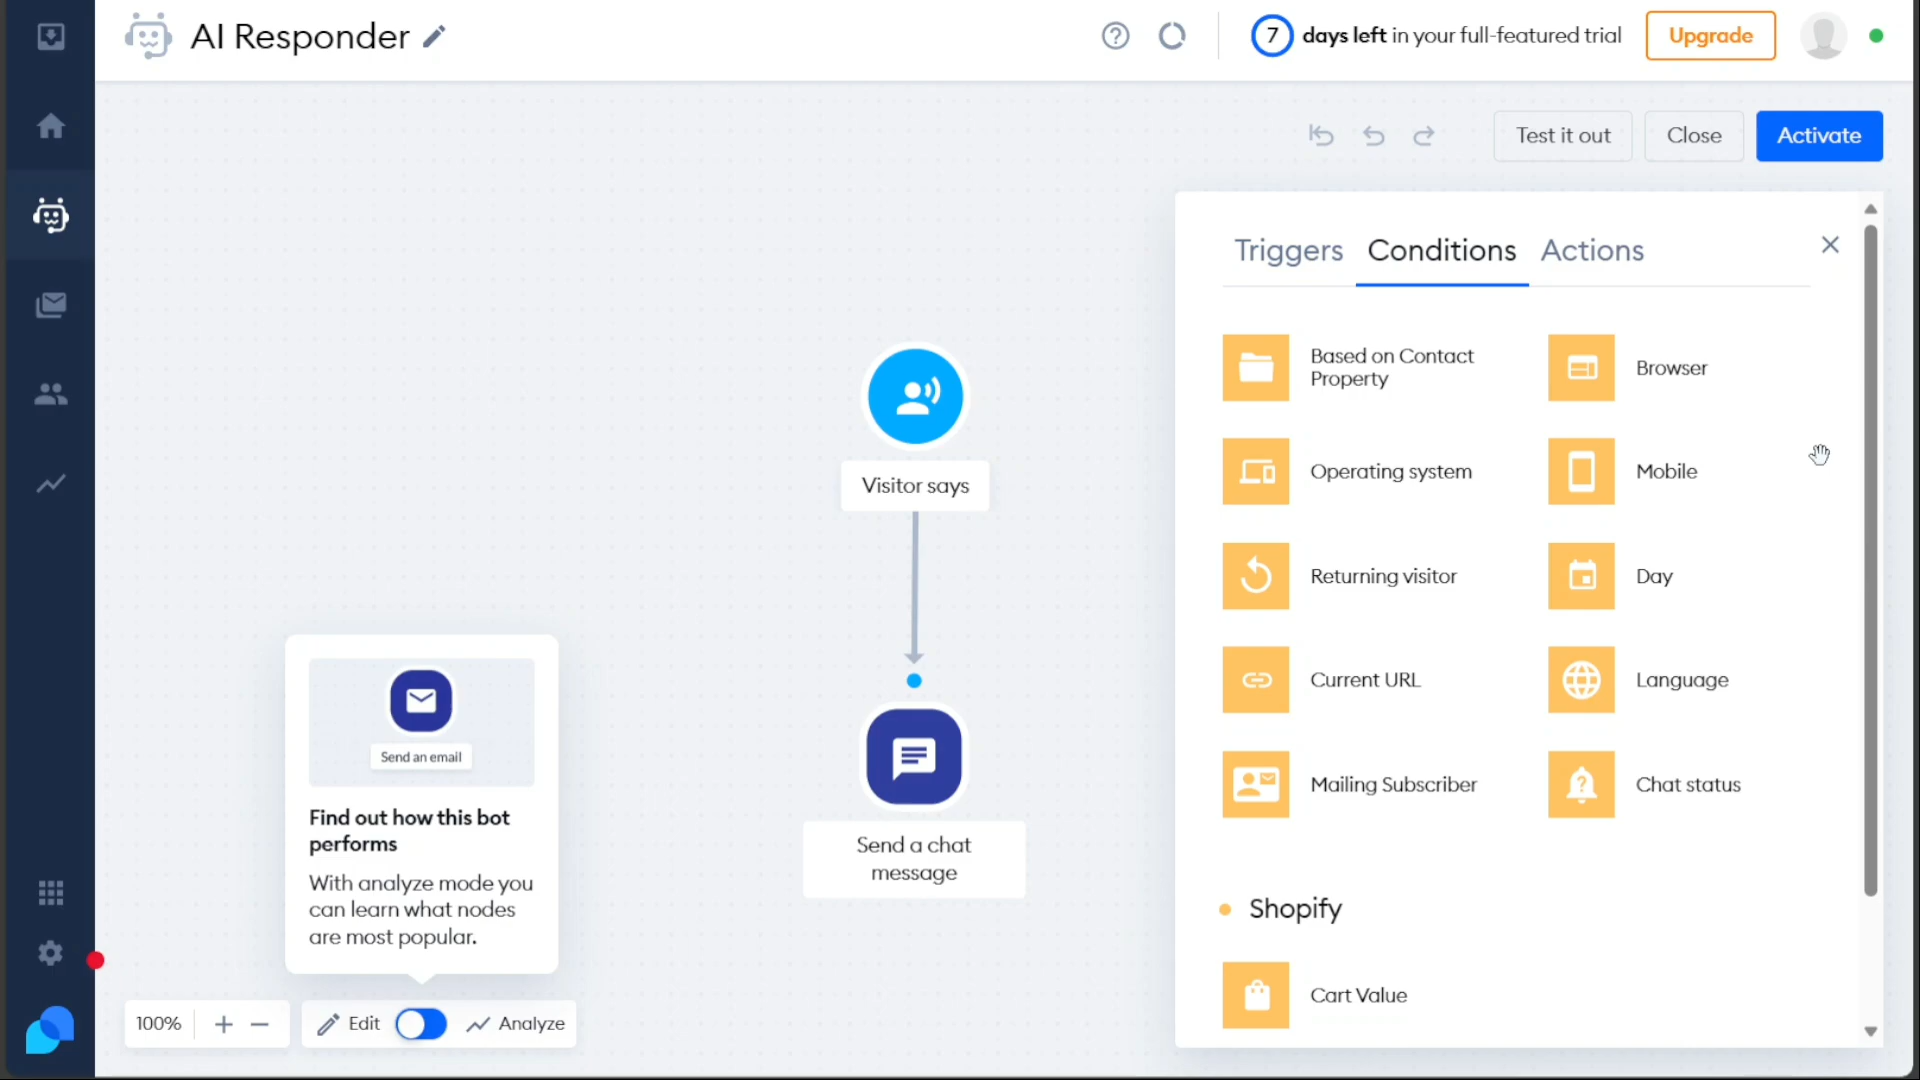 AI Responder
7 days left in your full-featured trial
Upgrade
Test it out
Close
Activate
Triggers
Conditions
Actions
Based on Contact
Property
Browser
Operating system
Mobile
Visitor says
Returning visitor
Day
Current URL
Language
Send an email
Mailing Subscriber
Chat status
Find out how this bot
performs
With analyze mode you
can learn what nodes
are most popular.
Send a chat
message
Shopify
Cart Value
100%
Edit
Analyze